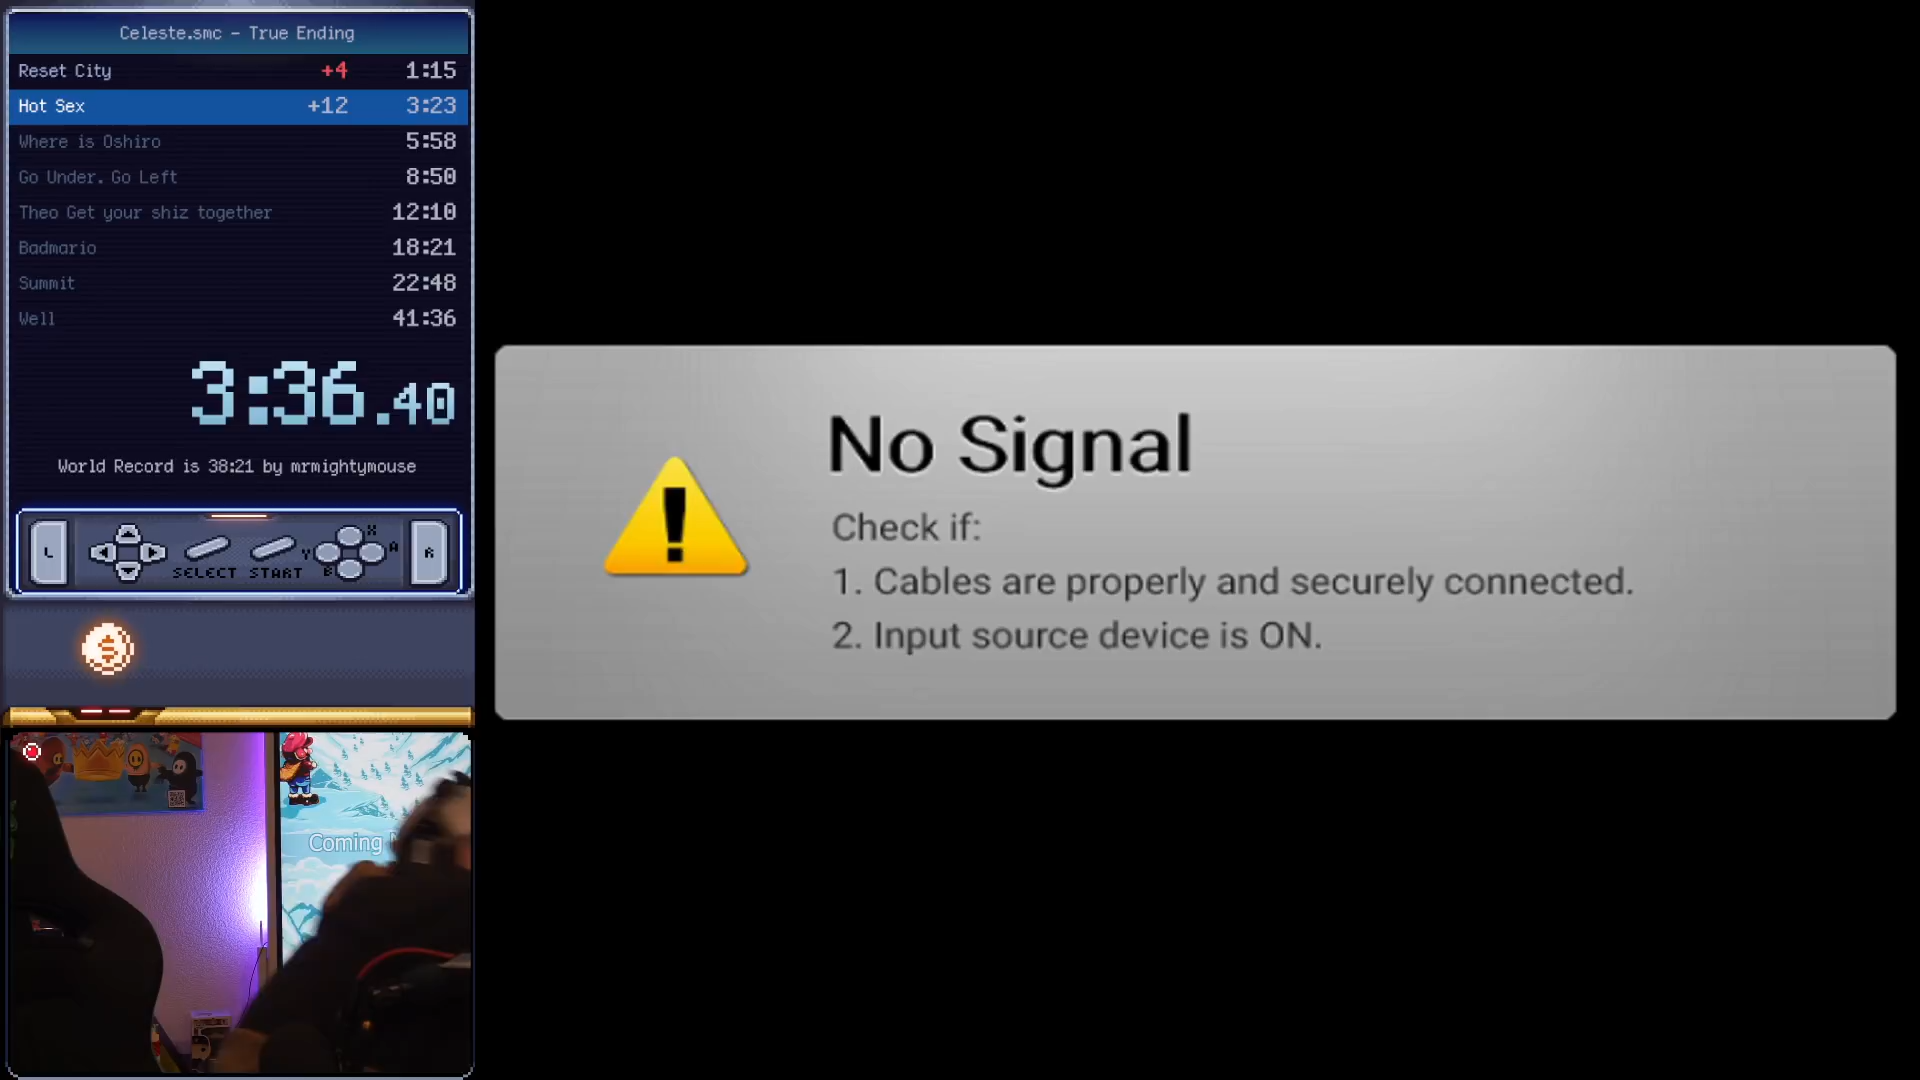 Celeste.smc - True Ending
Reset City +4 1:15
Hot Sex +12 3:23
Where is Oshiro 5:58
Go Under. Go Left 8:50
Theo Get your shiz together 12:10
Badmario 18:21
Summit 22:48
Well 41:36
3:36.40
World Record is 38:21 by mrmightymouse
L SELECT START Y X B A R
$
Coming
No Signal
Check if:
1. Cables are properly and securely connected.
2. Input source device is ON.